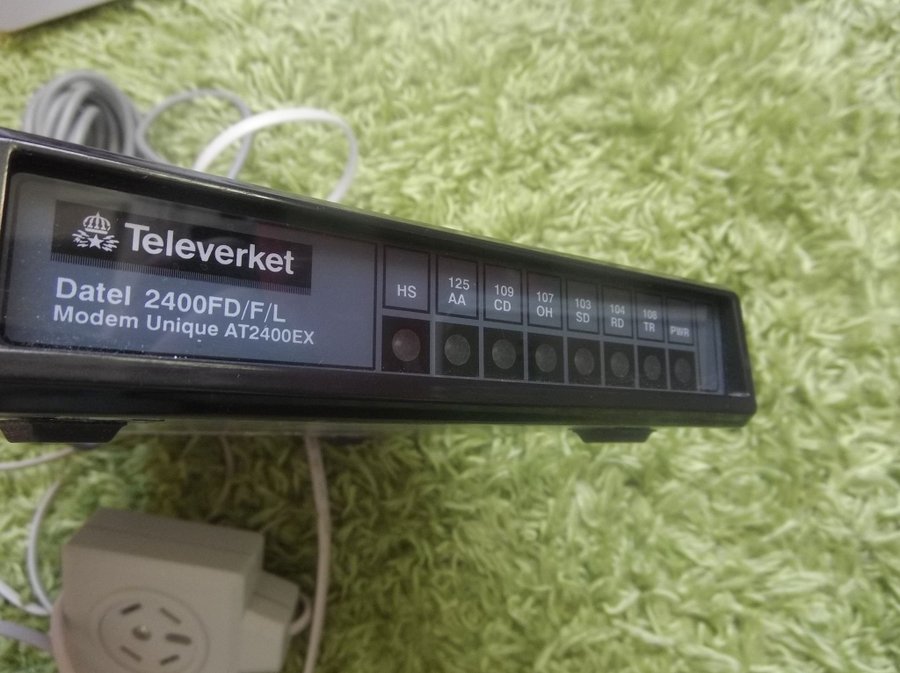 Televerket
Datel 2400FD/F/L
Modem Unique AT2400EX
HS
125
AA
109
CD
107
OH
103
SD
104
RD
108
TR
PWR